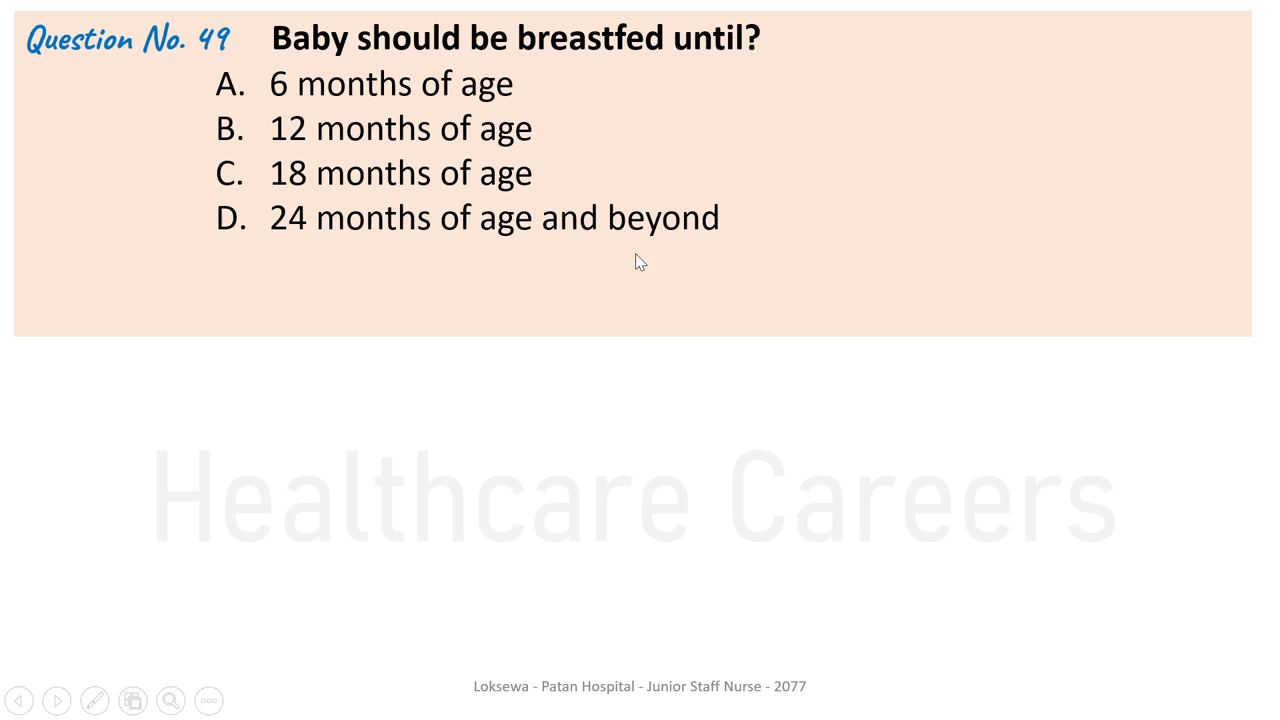 Question No. 49 Baby should be breastfed until?
A. 6 months of age
B. 12 months of age
C. 18 months of age
D. 24 months of age and beyond
Healthcare Careers
Loksewa - Patan Hospital - Junior Staff Nurse - 2077